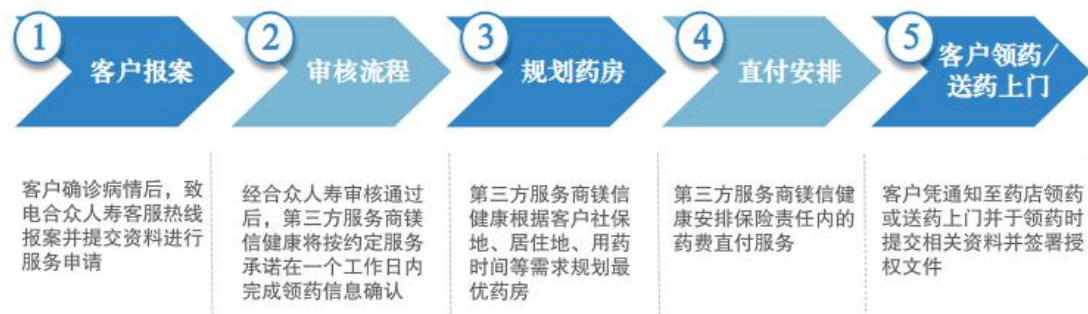 1
客户报案
2
审核流程
3
规划药房
4
直付安排
5
客户领药/
送药上门
客户确诊病情后，致
电合众人寿客服热线
报案并提交资料进行
服务申请
经合众人寿审核通过
后，第三方服务商镁
信健康将按约定服务
承诺在一个工作日内
完成领药信息确认
第三方服务商镁信
健康根据客户社保
地、居住地、用药
时间等需求规划最
优药房
第三方服务商镁信健
康安排保险责任内的
药费直付服务
客户凭通知至药店领药
或送药上门并于领药时
提交相关资料并签署授
权文件